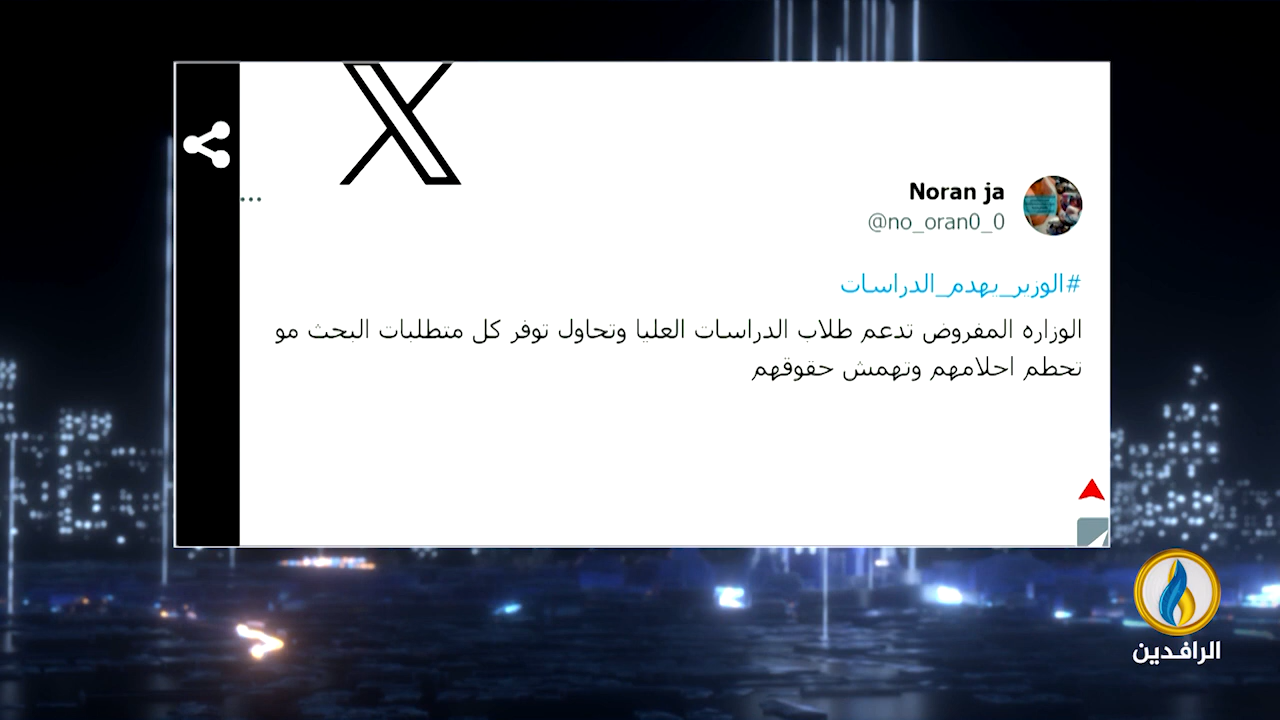 Noran ja
@no_oran0_0
#الوزير_يهدم_الدراسات
الوزاره المفروض تدعم طلاب الدراسات العليا وتحاول توفر كل متطلبات البحث مو
تحطم احلامهم وتهمش حقوقهم
الرافدين